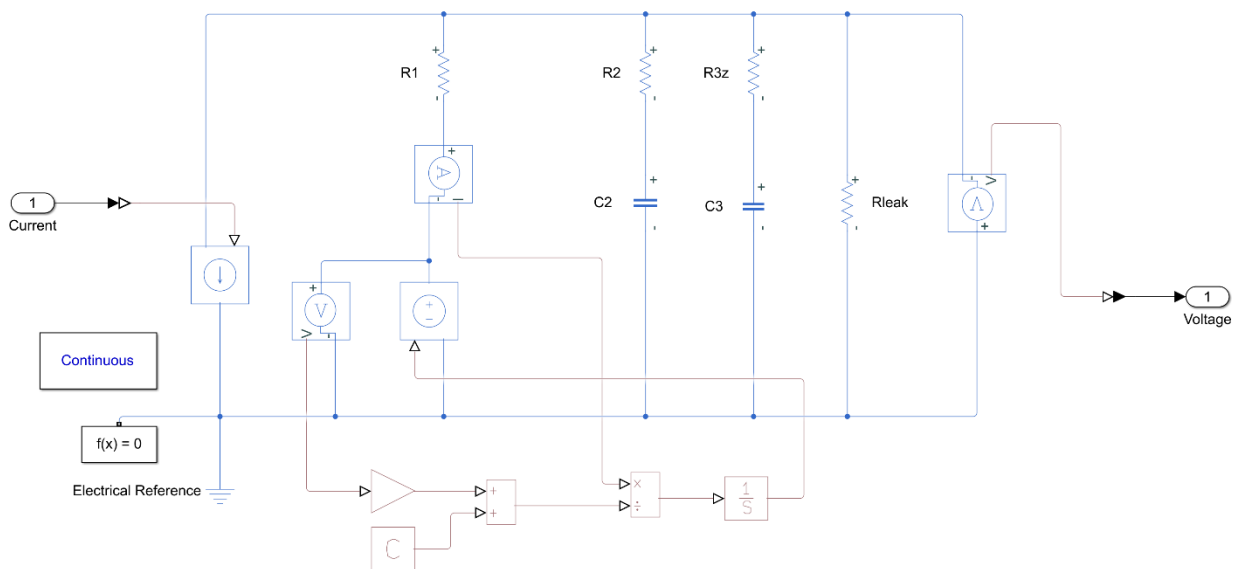 R1
R2
R3z
A
+
-
I
1
Current
C2
C3
Rleak
V
1
Voltage
V
Continuous
f(x) = 0
Electrical Reference
+
+
×
÷
1
S
C